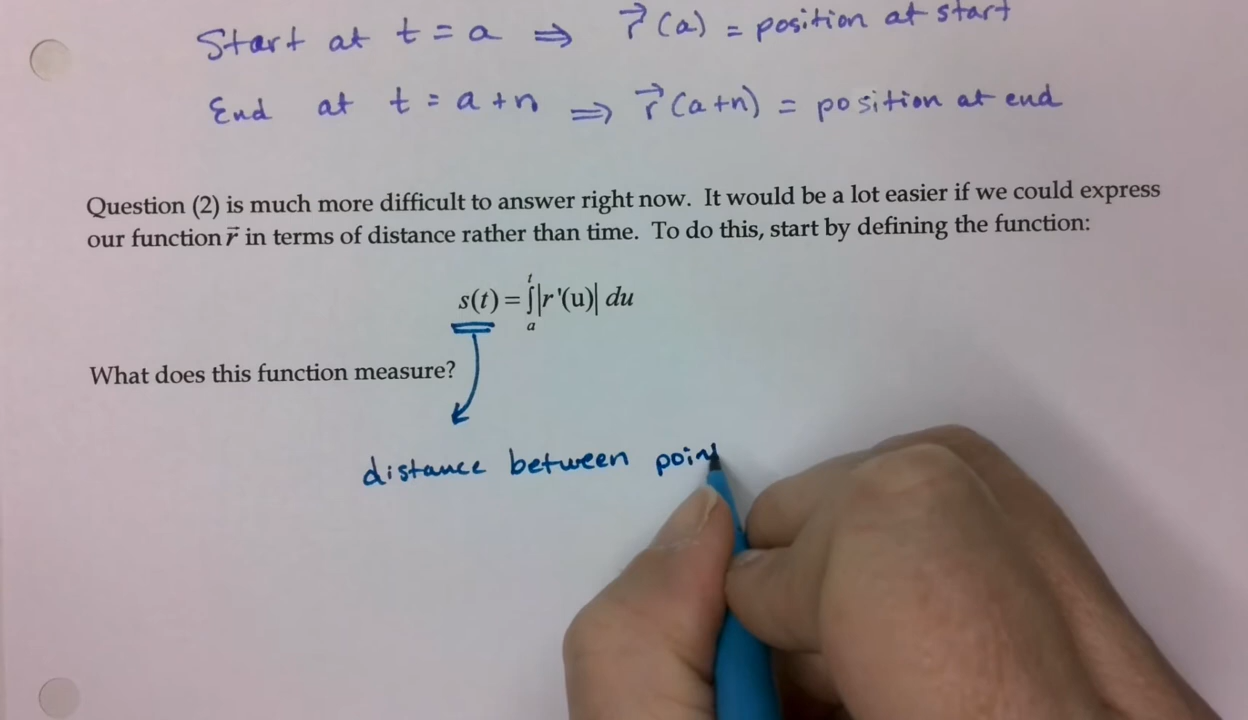 Start at t = a ⇒ r⃗(a) = position at start
End at t = a+n ⇒ r⃗(a+n) = position at end
Question (2) is much more difficult to answer right now. It would be a lot easier if we could express
our function r⃗ in terms of distance rather than time. To do this, start by defining the function:
s(t) = ∫ₐᵗ |r'(u)| du
What does this function measure?
distance between poin